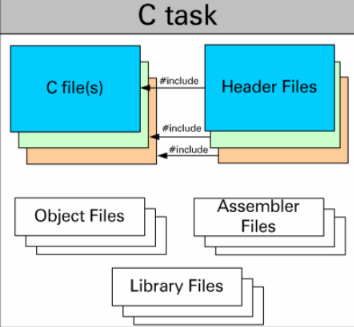 C task
C file(s)
#include
Header Files
#include
#include
Object Files
Assembler
Files
Library Files